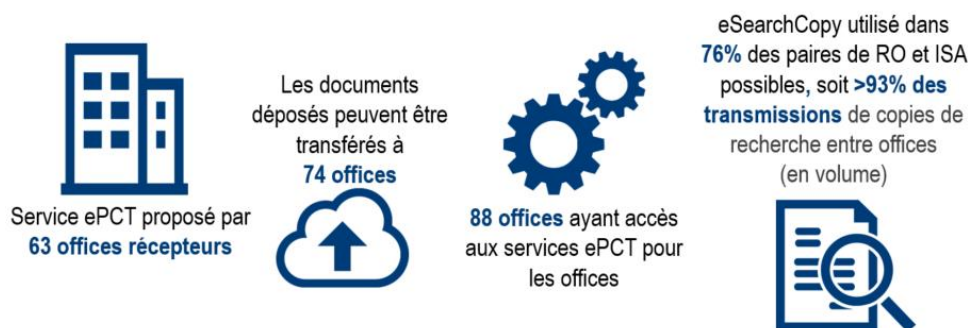 Service ePCT proposé par
63 offices récepteurs
Les documents
déposés peuvent être
transférés à
74 offices
88 offices ayant accès
aux services ePCT pour
les offices
eSearchCopy utilisé dans
76% des paires de RO et ISA
possibles, soit >93% des
transmissions de copies de
recherche entre offices
(en volume)